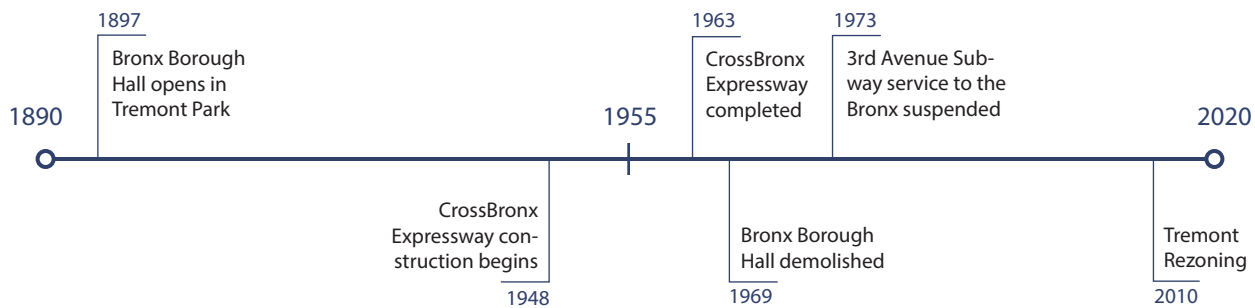 1897
Bronx Borough
Hall opens in
Tremont Park
1963
CrossBronx
Expressway
completed
1973
3rd Avenue Sub-
way service to the
Bronx suspended
1890
1955
2020
CrossBronx
Expressway con-
struction begins
1948
Bronx Borough
Hall demolished
1969
Tremont
Rezoning
2010